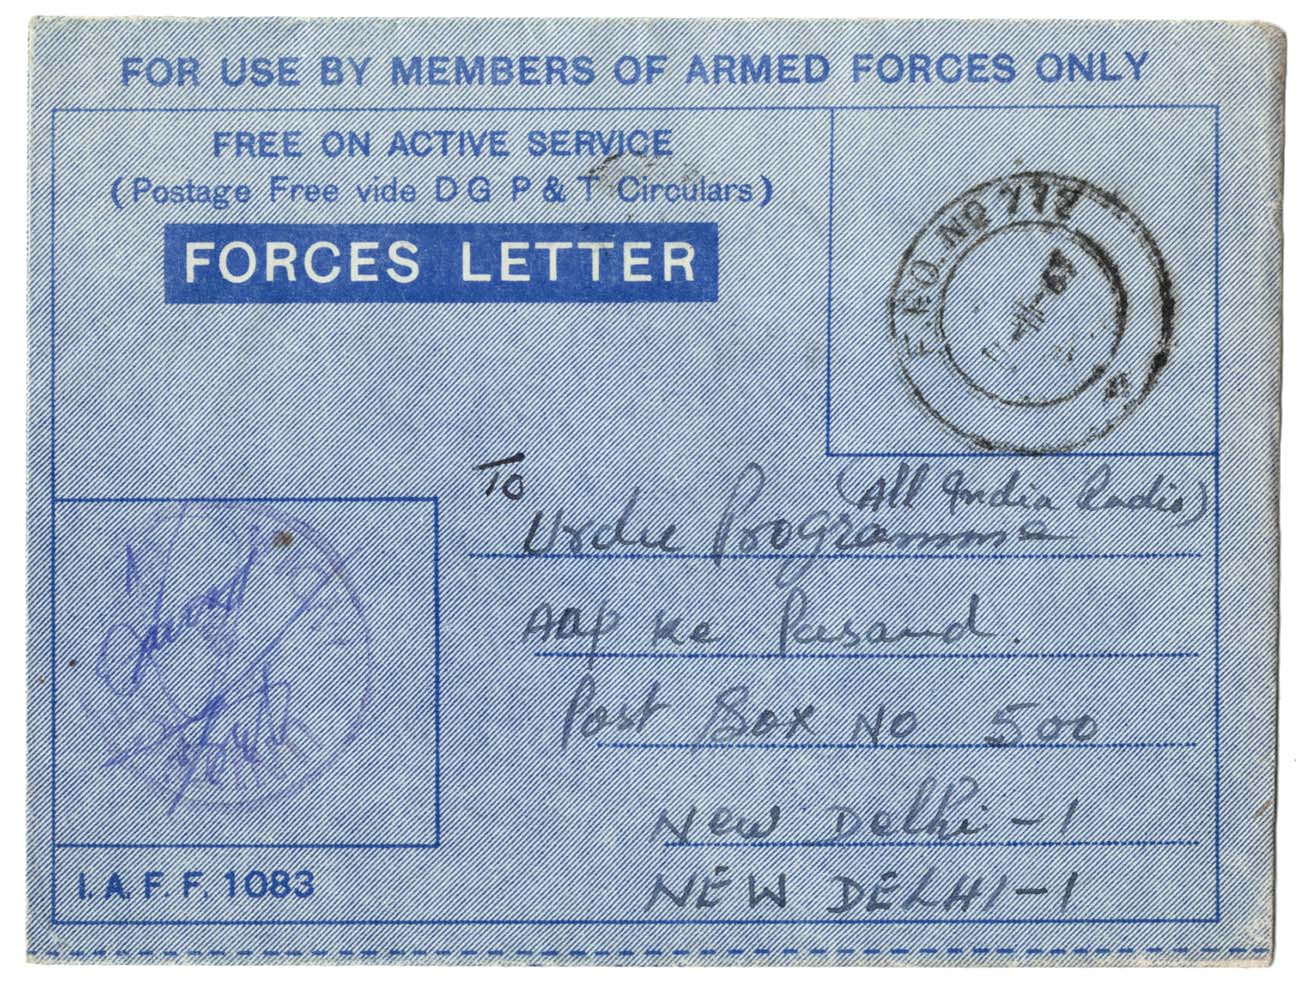 FOR USE BY MEMBERS OF ARMED FORCES ONLY
FREE ON ACTIVE SERVICE
(Postage Free vide D G P & T Circulars)
FORCES LETTER
F.P.O. No
To
(All India Radio)
Urdu Programme
Aap ke Pasand.
Post Box No 500
New Delhi-1
NEW DELHI-1
I. A. F. F. 1083